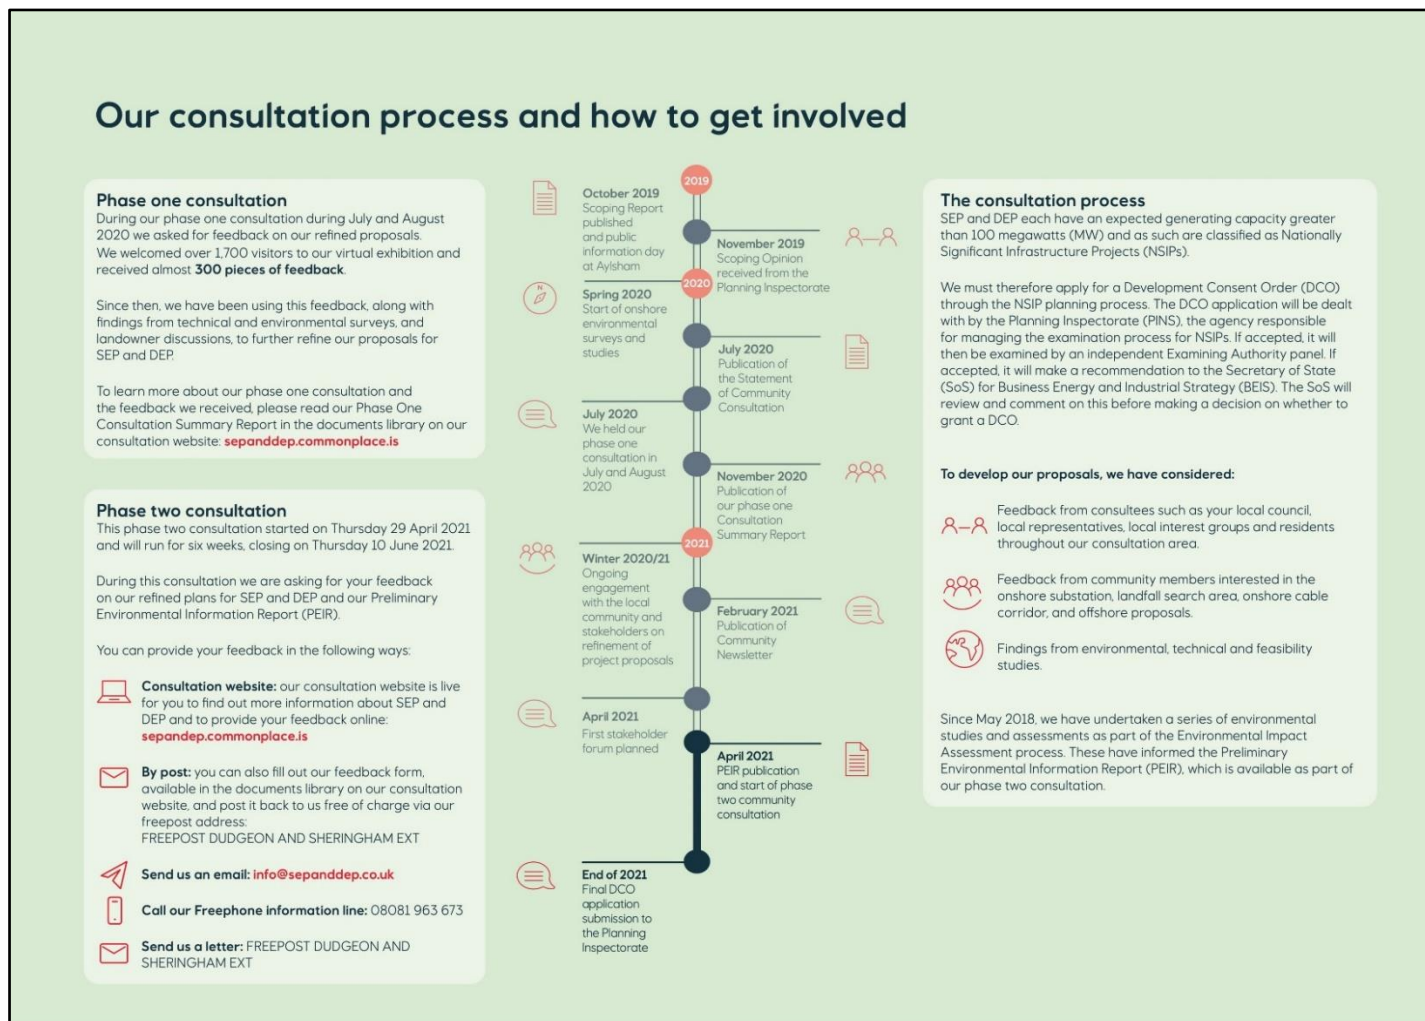 Our consultation process and how to get involved
Phase one consultation
During our phase one consultation during July and August
2020 we asked for feedback on our refined proposals.
We welcomed over 1,700 visitors to our virtual exhibition and
received almost 300 pieces of feedback.
Since then, we have been using this feedback, along with
findings from technical and environmental surveys, and
landowner discussions, to further refine our proposals for
SEP and DEP.
To learn more about our phase one consultation and
the feedback we received, please read our Phase One
Consultation Summary Report in the documents library on our
consultation website: sepanddep.commonplace.is
Phase two consultation
This phase two consultation started on Thursday 29 April 2021
and will run for six weeks, closing on Thursday 10 June 2021.
During this consultation we are asking for your feedback
on our refined plans for SEP and DEP and our Preliminary
Environmental Information Report (PEIR).
You can provide your feedback in the following ways:
Consultation website: our consultation website is live
for you to find out more information about SEP and
DEP and to provide your feedback online:
sepandep.commonplace.is
By post: you can also fill out our feedback form,
available in the documents library on our consultation
website, and post it back to us free of charge via our
freepost address:
FREEPOST DUDGEON AND SHERINGHAM EXT
Send us an email: info@sepanddep.co.uk
Call our Freephone information line: 08081 963 673
Send us a letter: FREEPOST DUDGEON AND
SHERINGHAM EXT
2019
October 2019
Scoping Report
published
and public
information day
at Aylsham
November 2019
Scoping Opinion
received from the
Planning Inspectorate
2020
N
Spring 2020
Start of onshore
environmental
surveys and
studies
July 2020
Publication of
the Statement
of Community
Consultation
July 2020
We held our
phase one
consultation in
July and August
2020
November 2020
Publication of
our phase one
Consultation
Summary Report
2021
Winter 2020/21
Ongoing
engagement
with the local
community and
stakeholders on
refinement of
project proposals
February 2021
Publication of
Community
Newsletter
April 2021
First stakeholder
forum planned
April 2021
PEIR publication
and start of phase
two community
consultation
End of 2021
Final DCO
application
submission to
the Planning
Inspectorate
The consultation process
SEP and DEP each have an expected generating capacity greater
than 100 megawatts (MW) and as such are classified as Nationally
Significant Infrastructure Projects (NSIPs).
We must therefore apply for a Development Consent Order (DCO)
through the NSIP planning process. The DCO application will be dealt
with by the Planning Inspectorate (PINS), the agency responsible
for managing the examination process for NSIPs. If accepted, it will
then be examined by an independent Examining Authority panel. If
accepted, it will make a recommendation to the Secretary of State
(SoS) for Business Energy and Industrial Strategy (BEIS). The SoS will
review and comment on this before making a decision on whether to
grant a DCO.
To develop our proposals, we have considered:
Feedback from consultees such as your local council,
local representatives, local interest groups and residents
throughout our consultation area.
Feedback from community members interested in the
onshore substation, landfall search area, onshore cable
corridor, and offshore proposals.
Findings from environmental, technical and feasibility
studies.
Since May 2018, we have undertaken a series of environmental
studies and assessments as part of the Environmental Impact
Assessment process. These have informed the Preliminary
Environmental Information Report (PEIR), which is available as part of
our phase two consultation.